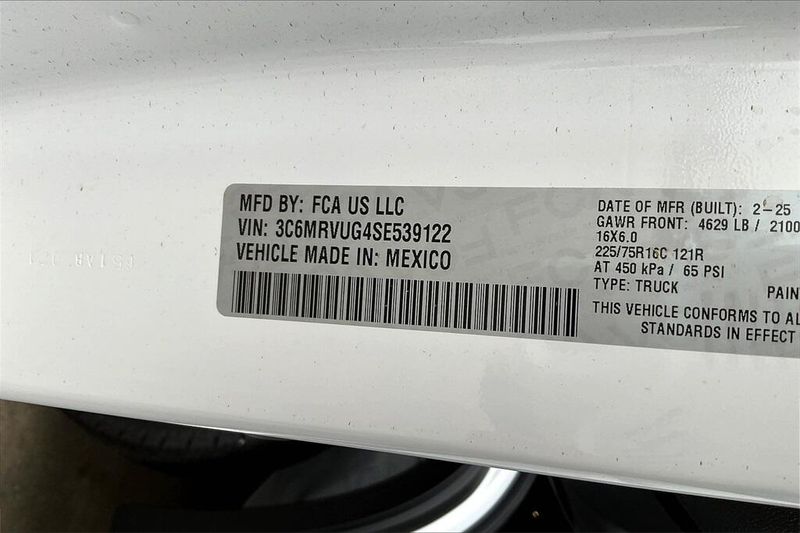 MFD BY: FCA US LLC
VIN: 3C6MRVUG4SE539122
VEHICLE MADE IN: MEXICO
DATE OF MFR (BUILT): 2-25
GAWR FRONT: 4629 LB / 2100
16X6.0
225/75R16C 121R
AT 450 kPa / 65 PSI
TYPE: TRUCK
PAIN
THIS VEHICLE CONFORMS TO AL
STANDARDS IN EFFECT